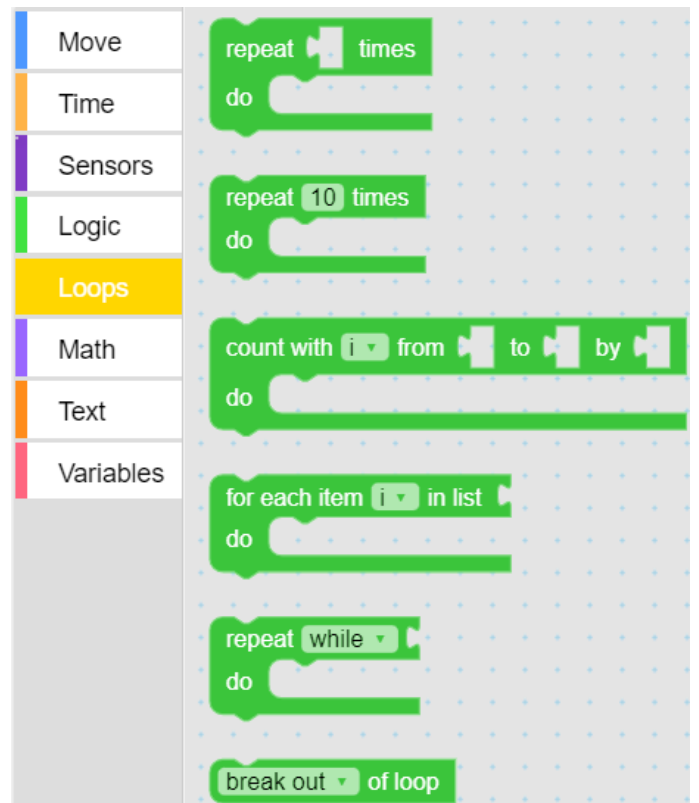 Move
Time
Sensors
Logic
Loops
Math
Text
Variables
repeat times
do
repeat 10 times
do
count with i from to by
do
for each item i in list
do
repeat while
do
break out of loop